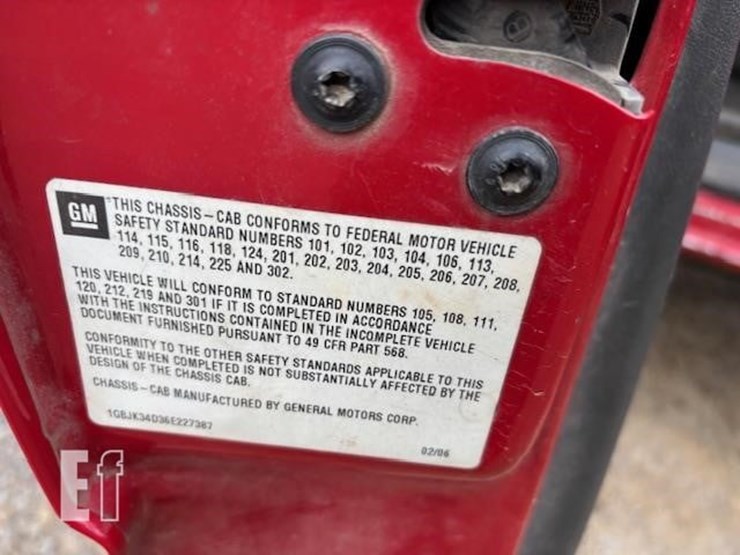 GM
†THIS CHASSIS-CAB CONFORMS TO FEDERAL MOTOR VEHICLE
SAFETY STANDARD NUMBERS 101, 102, 103, 104, 106, 113,
114, 115, 116, 118, 124, 201, 202, 203, 204, 205, 206, 207, 208,
209, 210, 214, 225 AND 302.
THIS VEHICLE WILL CONFORM TO STANDARD NUMBERS 105, 108, 111,
120, 212, 219 AND 301 IF IT IS COMPLETED IN ACCORDANCE
WITH THE INSTRUCTIONS CONTAINED IN THE INCOMPLETE VEHICLE
DOCUMENT FURNISHED PURSUANT TO 49 CFR PART 568.
CONFORMITY TO THE OTHER SAFETY STANDARDS APPLICABLE TO THIS
VEHICLE WHEN COMPLETED IS NOT SUBSTANTIALLY AFFECTED BY THE
DESIGN OF THE CHASSIS CAB.
CHASSIS-CAB MANUFACTURED BY GENERAL MOTORS CORP.
1GBJK34D36E227387
02/06
Ef